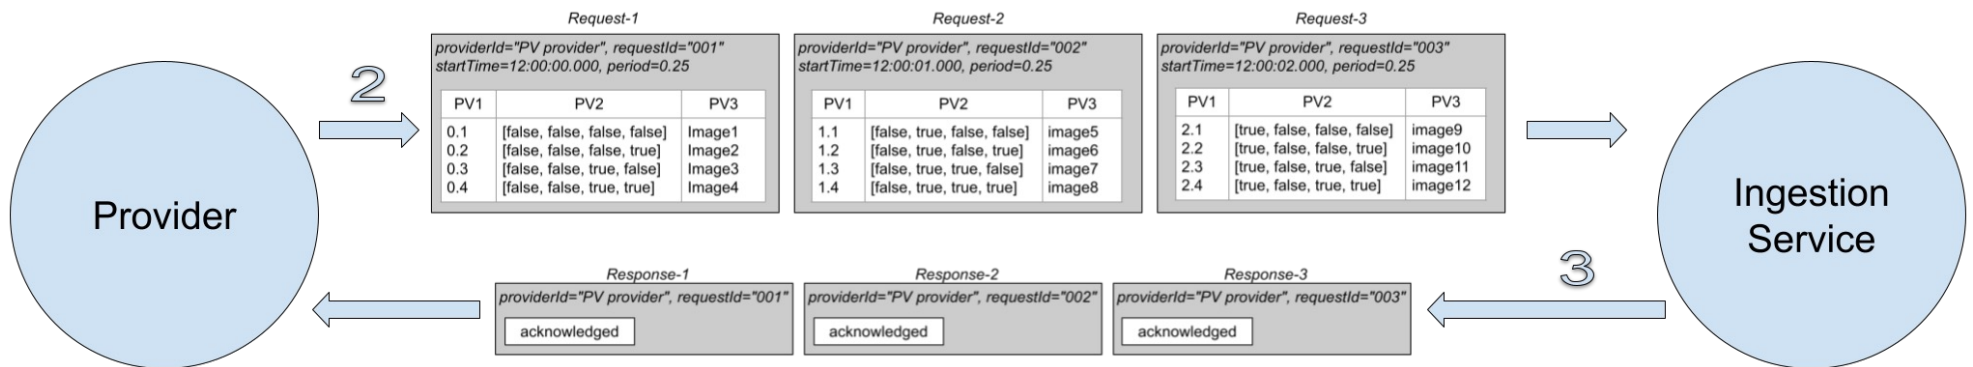 Request-1
providerId="PV provider", requestId="001"
startTime=12:00:00.000, period=0.25
PV1 PV2 PV3
0.1 [false, false, false, false] Image1
0.2 [false, false, false, true] Image2
0.3 [false, false, true, false] Image3
0.4 [false, false, true, true] Image4
Request-2
providerId="PV provider", requestId="002"
startTime=12:00:01.000, period=0.25
PV1 PV2 PV3
1.1 [false, true, false, false] image5
1.2 [false, true, false, true] image6
1.3 [false, true, true, false] image7
1.4 [false, true, true, true] image8
Request-3
providerId="PV provider", requestId="003"
startTime=12:00:02.000, period=0.25
PV1 PV2 PV3
2.1 [true, false, false, false] image9
2.2 [true, false, false, true] image10
2.3 [true, false, true, false] image11
2.4 [true, false, true, true] image12
2
Provider
Ingestion
Service
3
Response-1
providerId="PV provider", requestId="001"
acknowledged
Response-2
providerId="PV provider", requestId="002"
acknowledged
Response-3
providerId="PV provider", requestId="003"
acknowledged